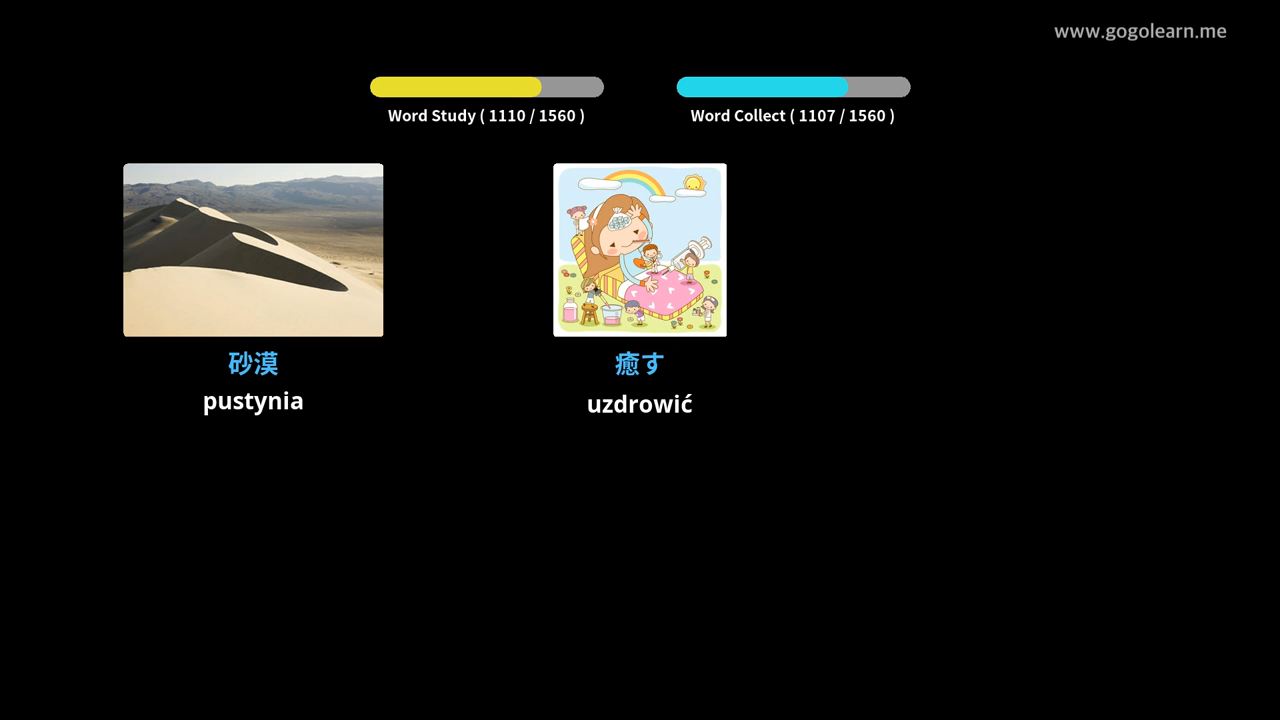 www.gogolearn.me
Word Study ( 1110 / 1560 )
Word Collect ( 1107 / 1560 )
砂漠
pustynia
癒す
uzdrowić